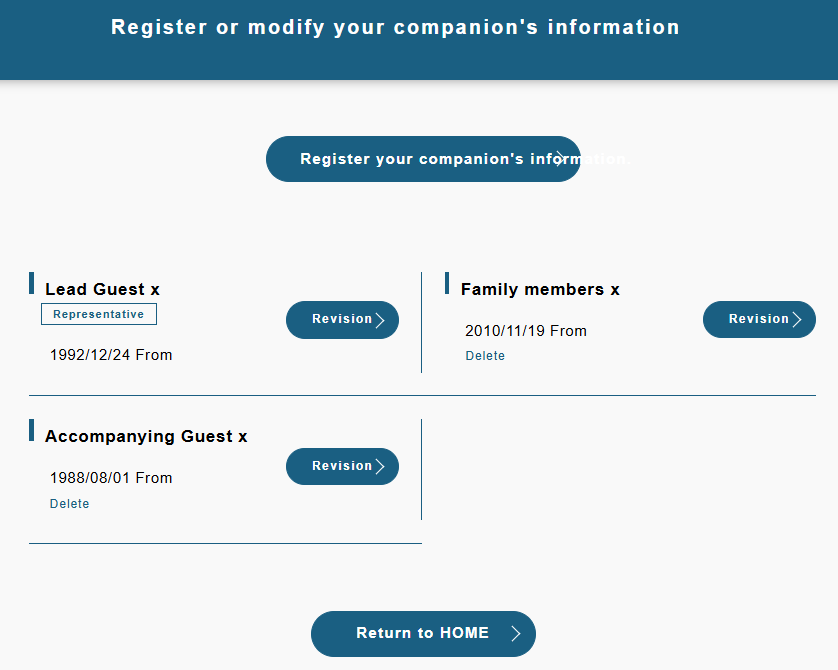 Register or modify your companion's information
Register your companion's information.
Lead Guest x
Representative
Revision
1992/12/24 From
Family members x
Revision
2010/11/19 From
Delete
Accompanying Guest x
Revision
1988/08/01 From
Delete
Return to HOME